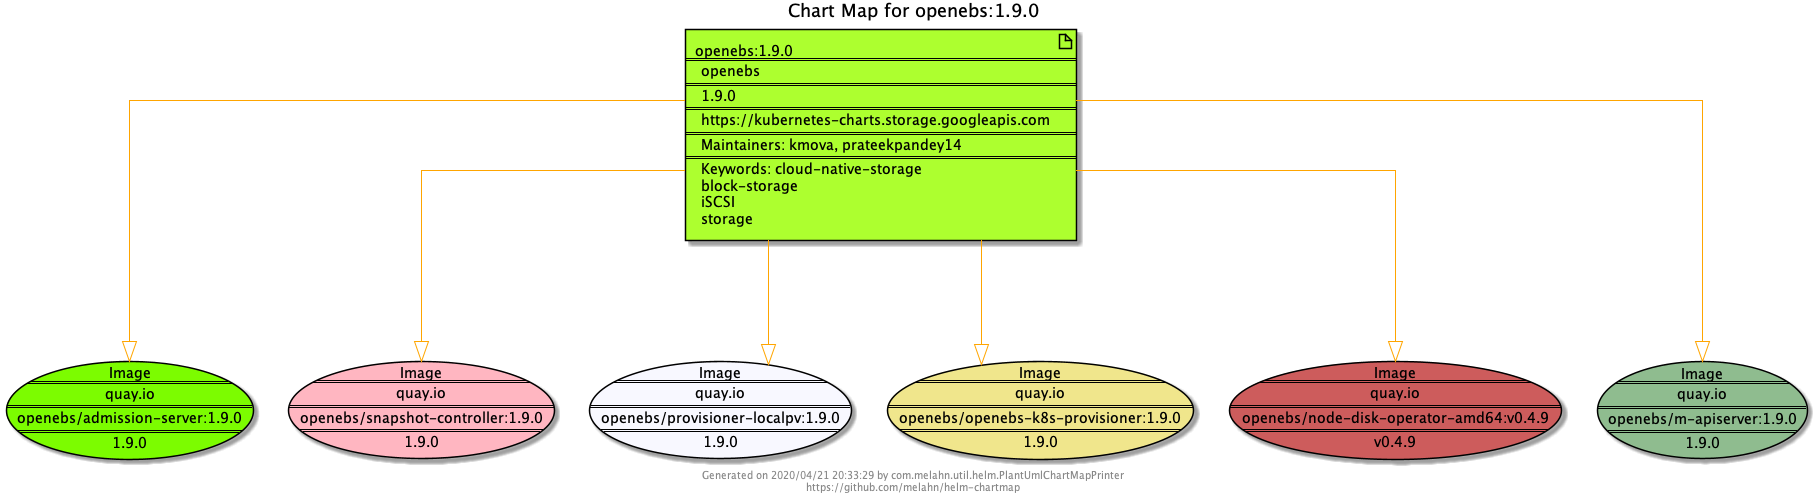 Chart Map for openebs:1.9.0
openebs:1.9.0
openebs
1.9.0
https://kubernetes-charts.storage.googleapis.com
Maintainers: kmova, prateekpandey14
Keywords: cloud-native-storage
block-storage
iSCSI
storage
Image
quay.io
openebs/admission-server:1.9.0
1.9.0
Image
quay.io
openebs/snapshot-controller:1.9.0
1.9.0
Image
quay.io
openebs/provisioner-localpv:1.9.0
1.9.0
Image
quay.io
openebs/openebs-k8s-provisioner:1.9.0
1.9.0
Image
quay.io
openebs/node-disk-operator-amd64:v0.4.9
v0.4.9
Image
quay.io
openebs/m-apiserver:1.9.0
1.9.0
Generated on 2020/04/21 20:33:29 by com.melahn.util.helm.PlantUmlChartMapPrinter
https://github.com/melahn/helm-chartmap